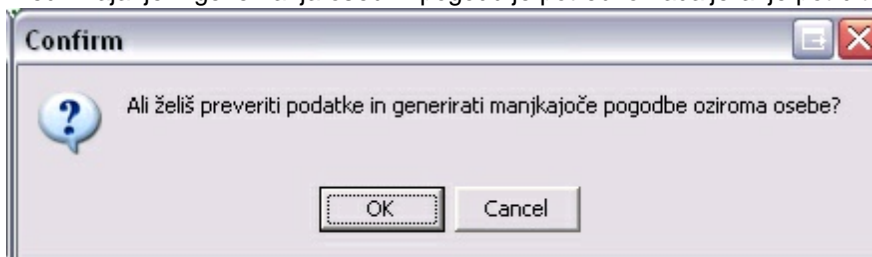 Confirm
Ali želiš preveriti podatke in generirati manjkajoče pogodbe oziroma osebe?
OK
Cancel